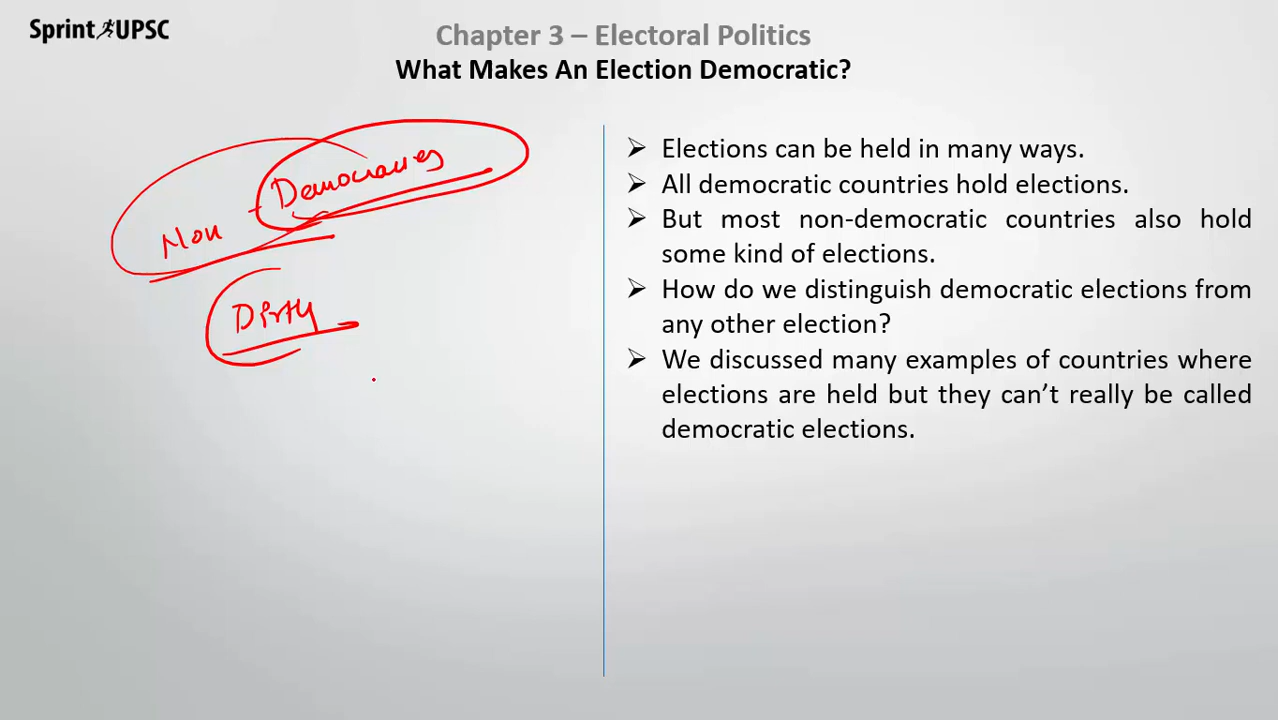 Sprint UPSC
Chapter 3 – Electoral Politics
What Makes An Election Democratic?
Non - Democracies
Dirty
➢ Elections can be held in many ways.
➢ All democratic countries hold elections.
➢ But most non-democratic countries also hold
some kind of elections.
➢ How do we distinguish democratic elections from
any other election?
➢ We discussed many examples of countries where
elections are held but they can’t really be called
democratic elections.